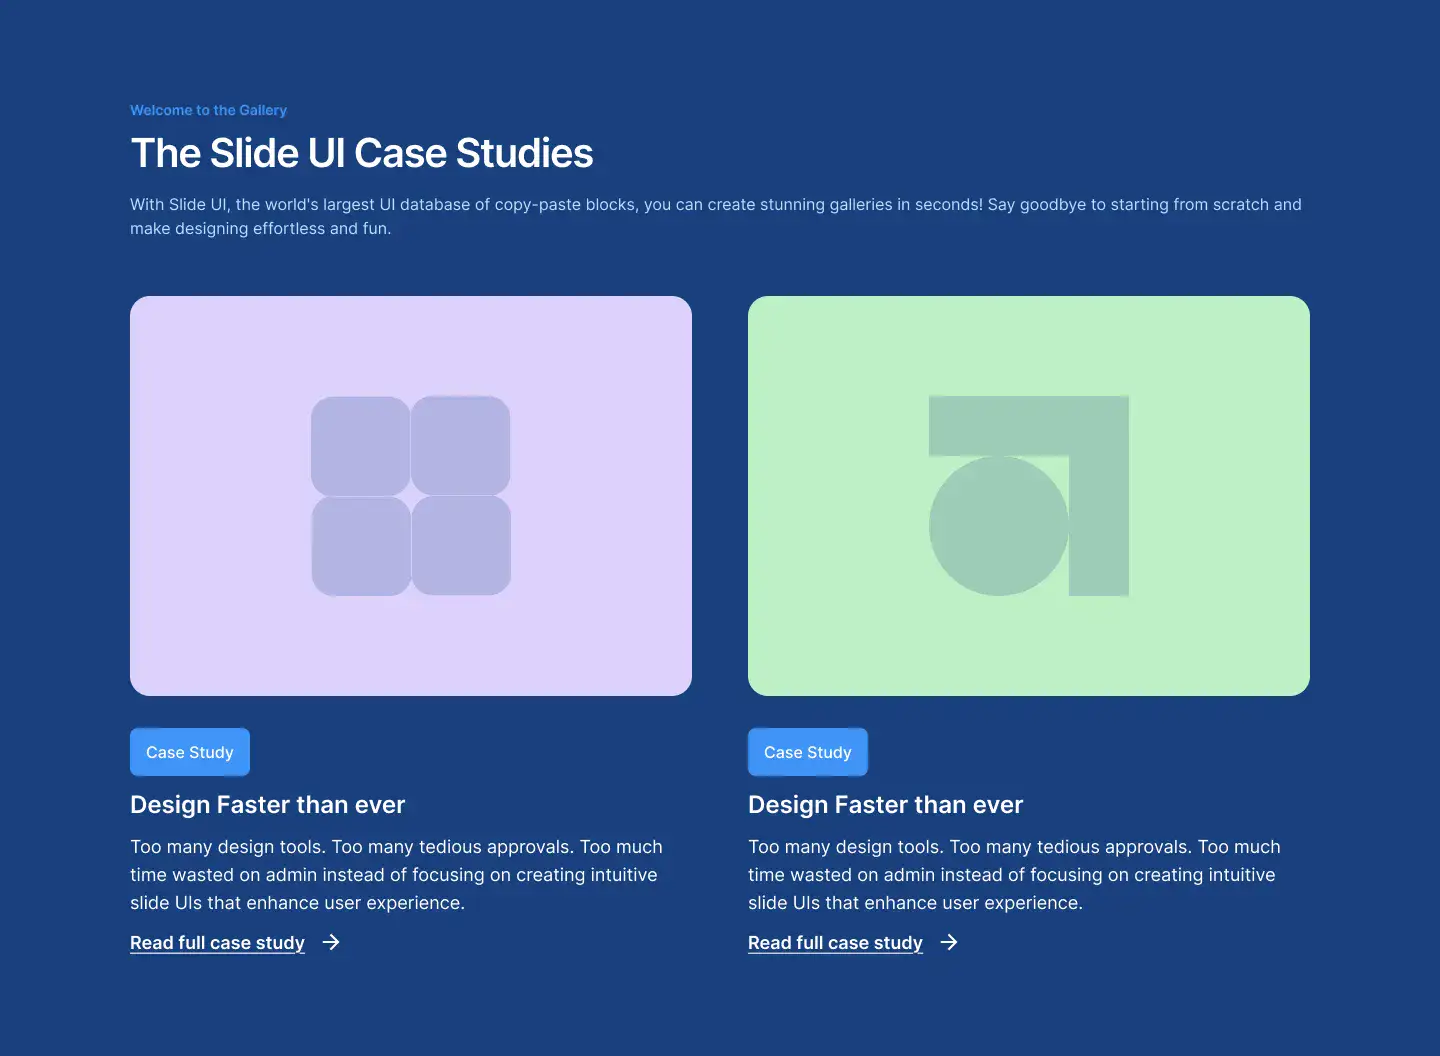 Welcome to the Gallery
The Slide UI Case Studies
With Slide UI, the world's largest UI database of copy-paste blocks, you can create stunning galleries in seconds! Say goodbye to starting from scratch and
make designing effortless and fun.
Case Study
Design Faster than ever
Too many design tools. Too many tedious approvals. Too much
time wasted on admin instead of focusing on creating intuitive
slide UIs that enhance user experience.
Read full case study
Case Study
Design Faster than ever
Too many design tools. Too many tedious approvals. Too much
time wasted on admin instead of focusing on creating intuitive
slide UIs that enhance user experience.
Read full case study